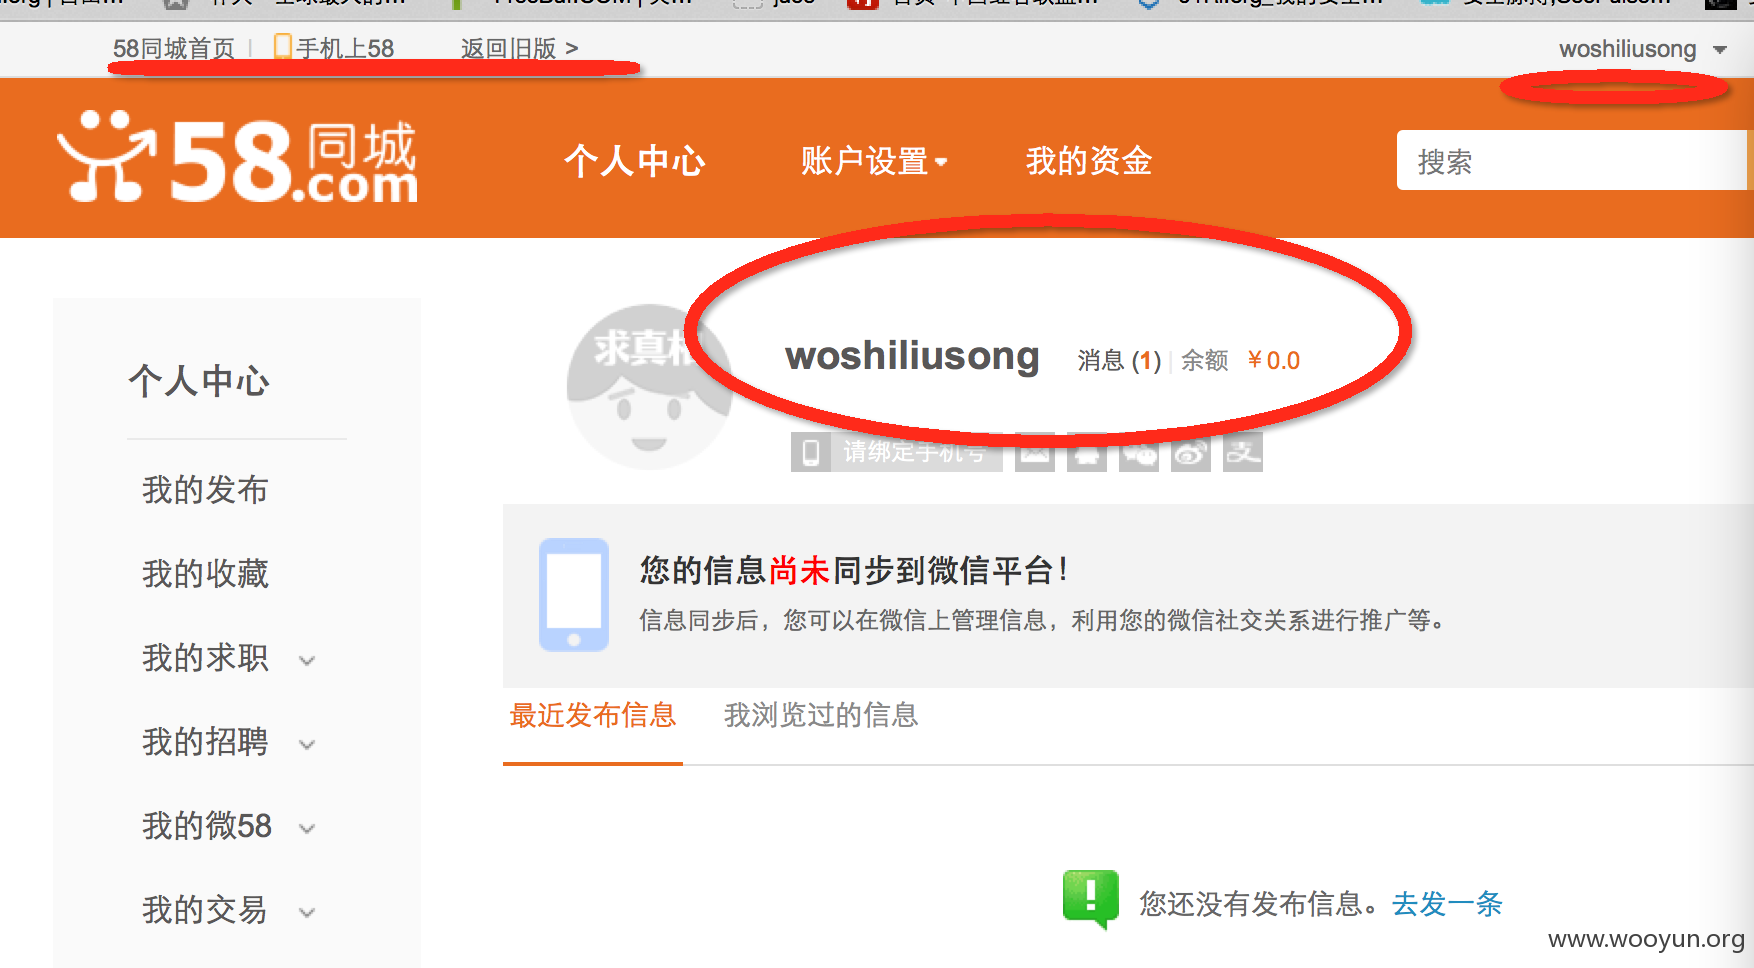 58同城首页 | 手机上58 返回旧版 > woshiliusong
58同城.com 个人中心 账户设置 我的资金 搜索
求真相
woshiliusong 消息 (1) | 余额 ￥0.0
请绑定手机号
个人中心
我的发布
我的收藏
我的求职
我的招聘
我的微58
我的交易
您的信息尚未同步到微信平台！
信息同步后，您可以在微信上管理信息，利用您的微信社交关系进行推广等。
最近发布信息 我浏览过的信息
您还没有发布信息。去发一条
www.wooyun.org